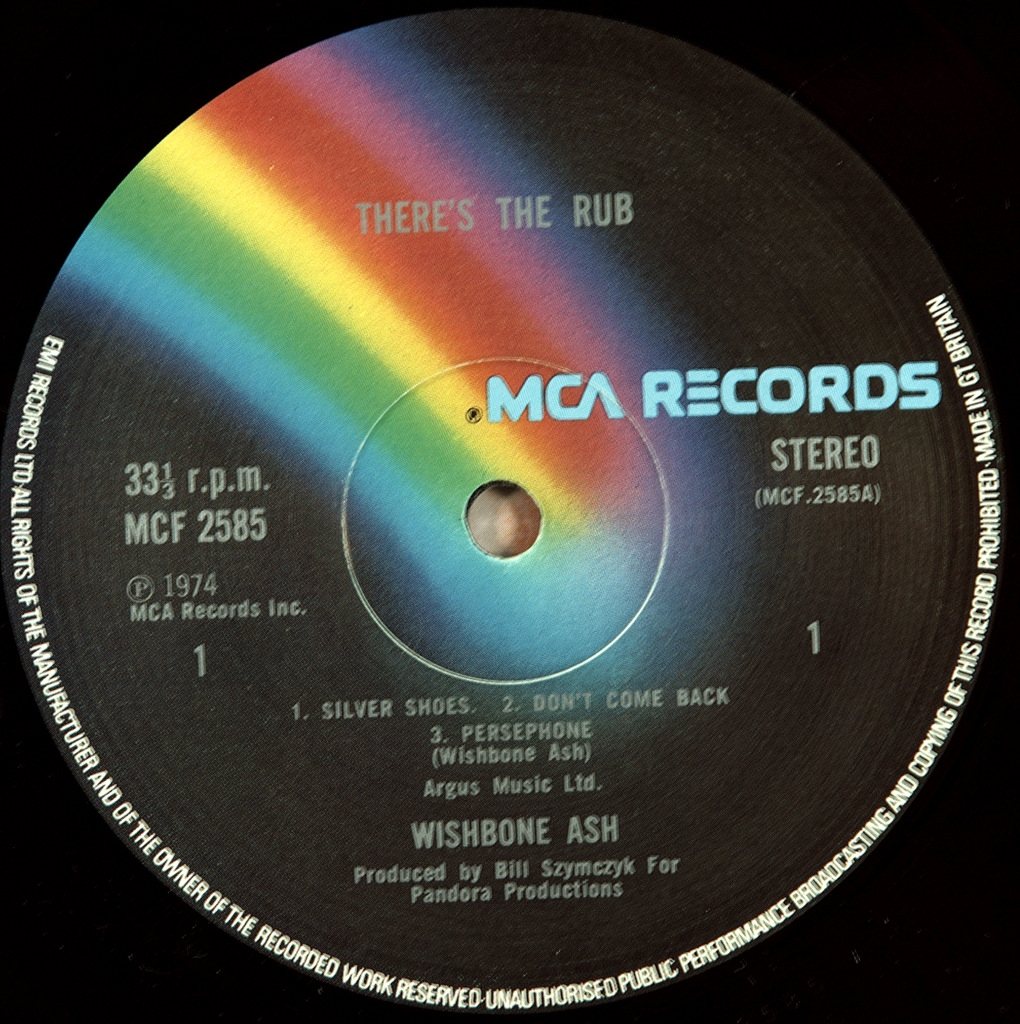 THERE'S THE RUB
® MCA RECORDS
STEREO
(MCF.2585A)
33⅓ r.p.m.
MCF 2585
Ⓟ 1974
MCA Records Inc.
1
1
1. SILVER SHOES. 2. DON'T COME BACK
3. PERSEPHONE
(Wishbone Ash)
Argus Music Ltd.
WISHBONE ASH
Produced by Bill Szymczyk For
Pandora Productions
EMI RECORDS LTD·ALL RIGHTS OF THE MANUFACTURER AND OF THE OWNER OF THE RECORDED WORK RESERVED·UNAUTHORISED PUBLIC PERFORMANCE BROADCASTING AND COPYING OF THIS RECORD PROHIBITED·MADE IN GT BRITAIN